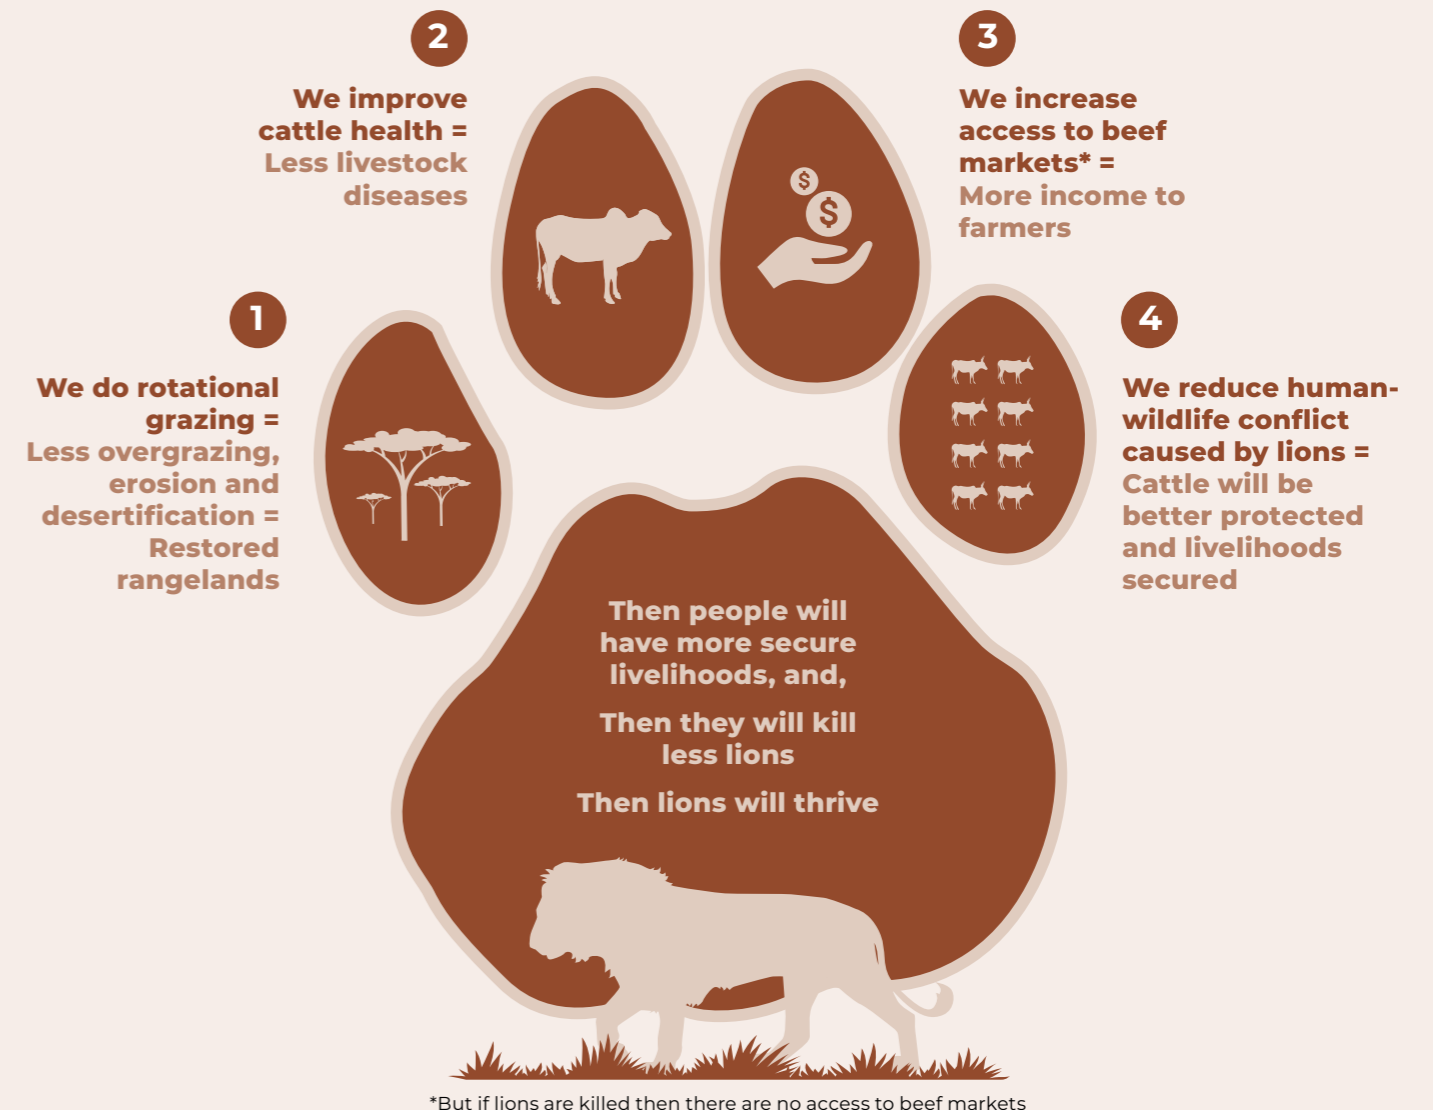 1
We do rotational
grazing =
Less overgrazing,
erosion and
desertification =
Restored
rangelands
2
We improve
cattle health =
Less livestock
diseases
3
We increase
access to beef
markets* =
More income to
farmers
$
$
4
We reduce human-
wildlife conflict
caused by lions =
Cattle will be
better protected
and livelihoods
secured
Then people will
have more secure
livelihoods, and,
Then they will kill
less lions
Then lions will thrive
*But if lions are killed then there are no access to beef markets